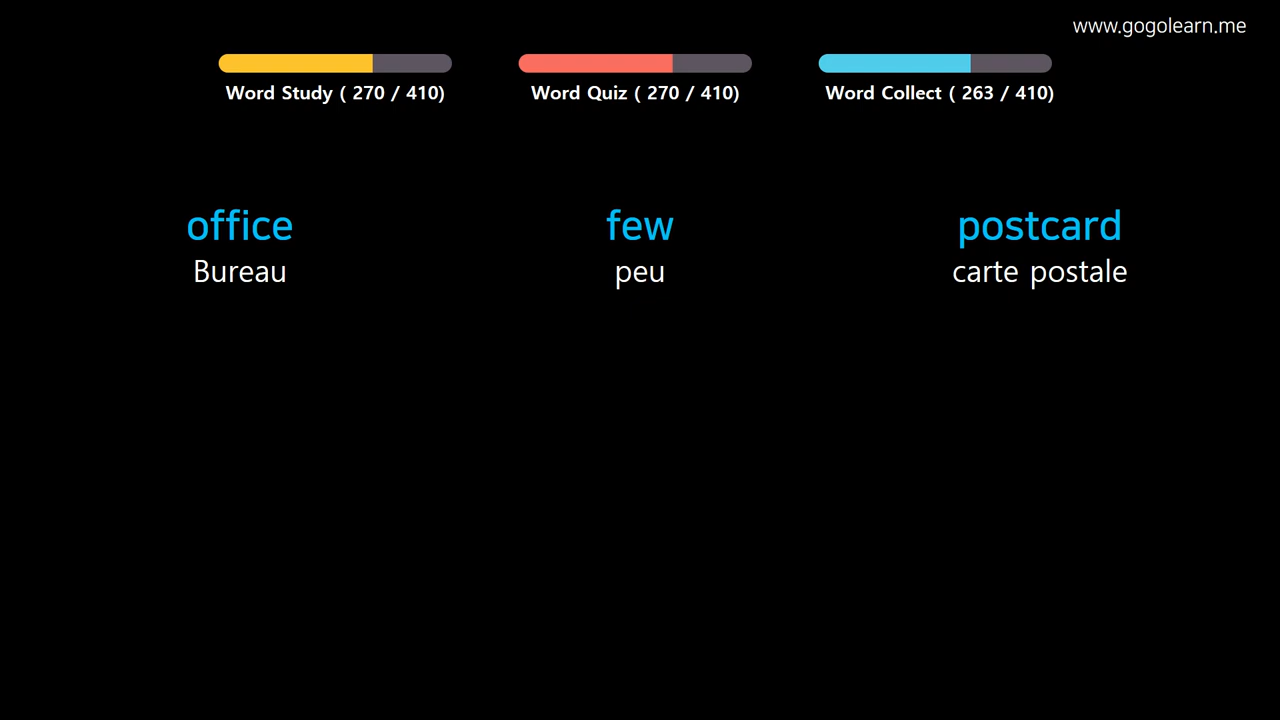 www.gogolearn.me
Word Study ( 270 / 410)
Word Quiz ( 270 / 410)
Word Collect ( 263 / 410)
office
Bureau
few
peu
postcard
carte postale